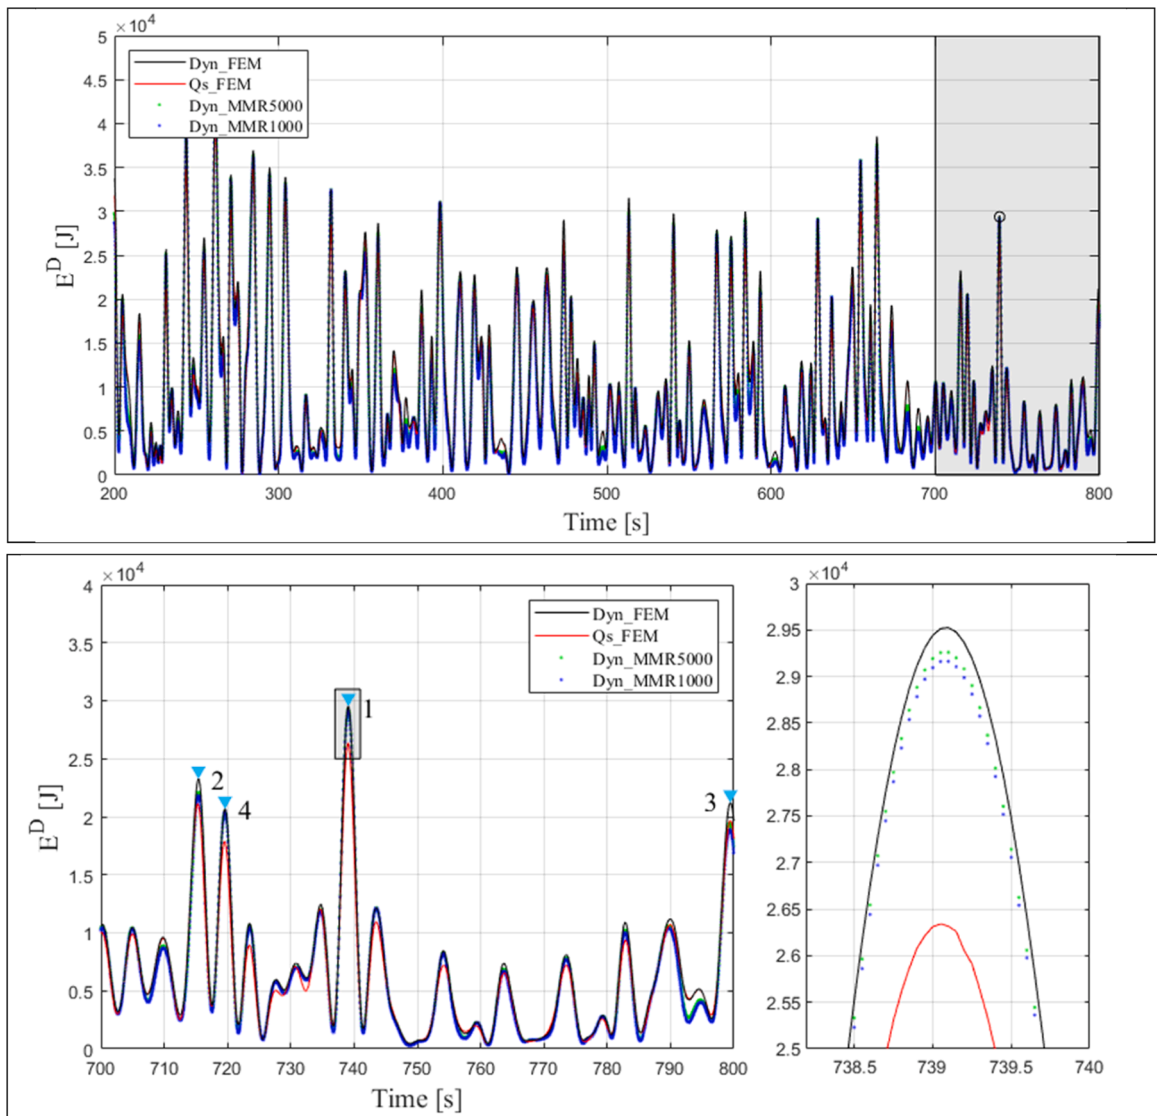 ×10⁴
5
4.5
4
3.5
3
2.5
2
1.5
1
0.5
0
E^D [J]
Dyn_FEM
Qs_FEM
Dyn_MMR5000
Dyn_MMR1000
200 300 400 500 600 700 800
Time [s]
4 ×10⁴
3.5
3
2.5
2
1.5
1
0.5
0
E^D [J]
Dyn_FEM
Qs_FEM
Dyn_MMR5000
Dyn_MMR1000
1
2
4
3
700 710 720 730 740 750 760 770 780 790 800
Time [s]
3 ×10⁴
2.95
2.9
2.85
2.8
2.75
2.7
2.65
2.6
2.55
2.5
738.5 739 739.5 740